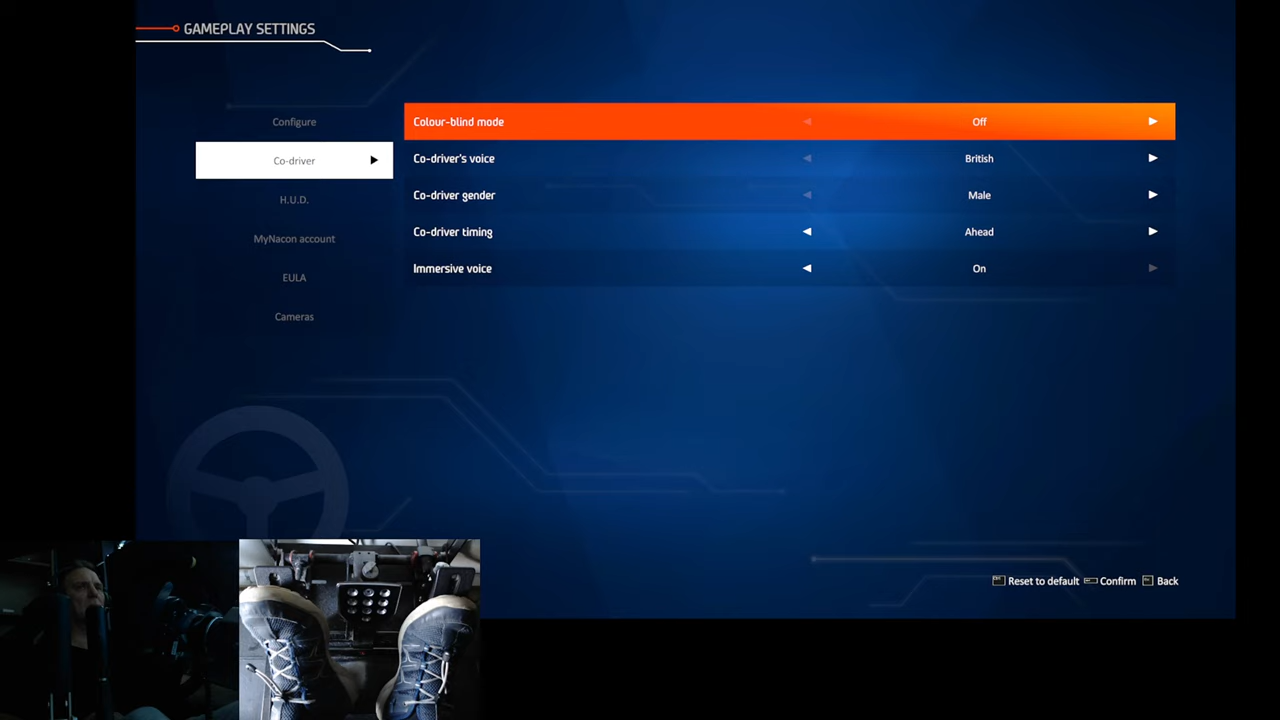 GAMEPLAY SETTINGS
Configure
Co-driver
H.U.D.
MyNacon account
EULA
Cameras
Colour-blind mode Off
Co-driver's voice British
Co-driver gender Male
Co-driver timing Ahead
Immersive voice On
Reset to default Confirm Back